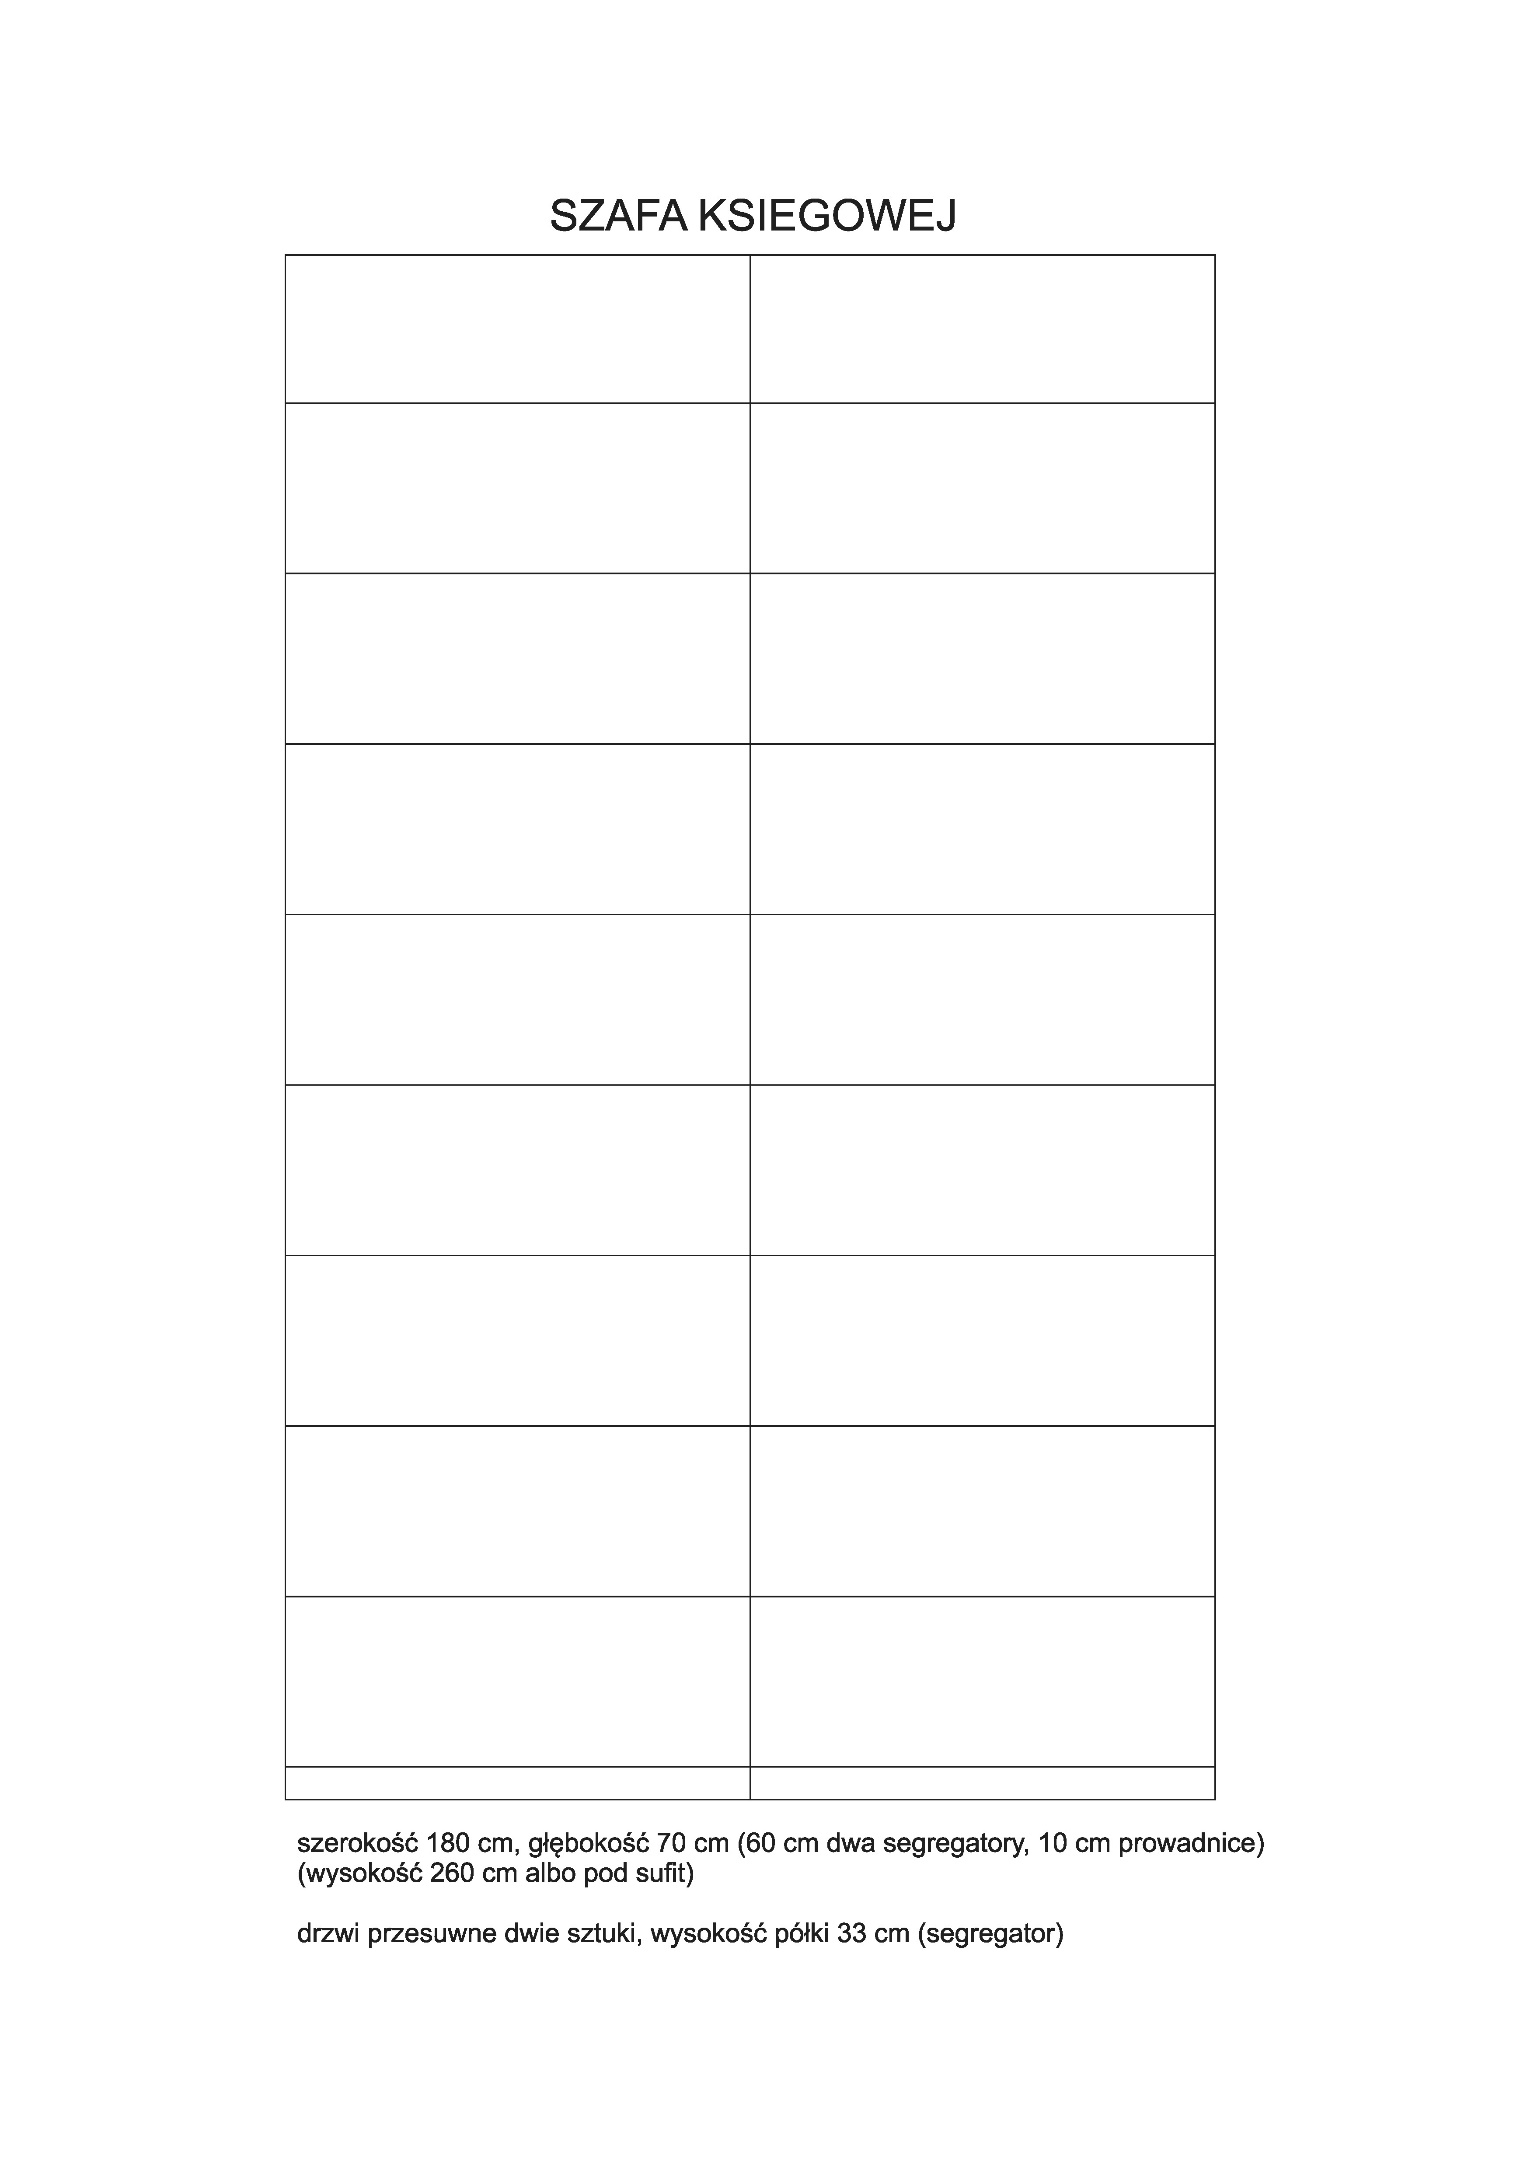 SZAFA KSIEGOWEJ
szerokość 180 cm, głębokość 70 cm (60 cm dwa segregatory, 10 cm prowadnice)
(wysokość 260 cm albo pod sufit)
drzwi przesuwne dwie sztuki, wysokość półki 33 cm (segregator)